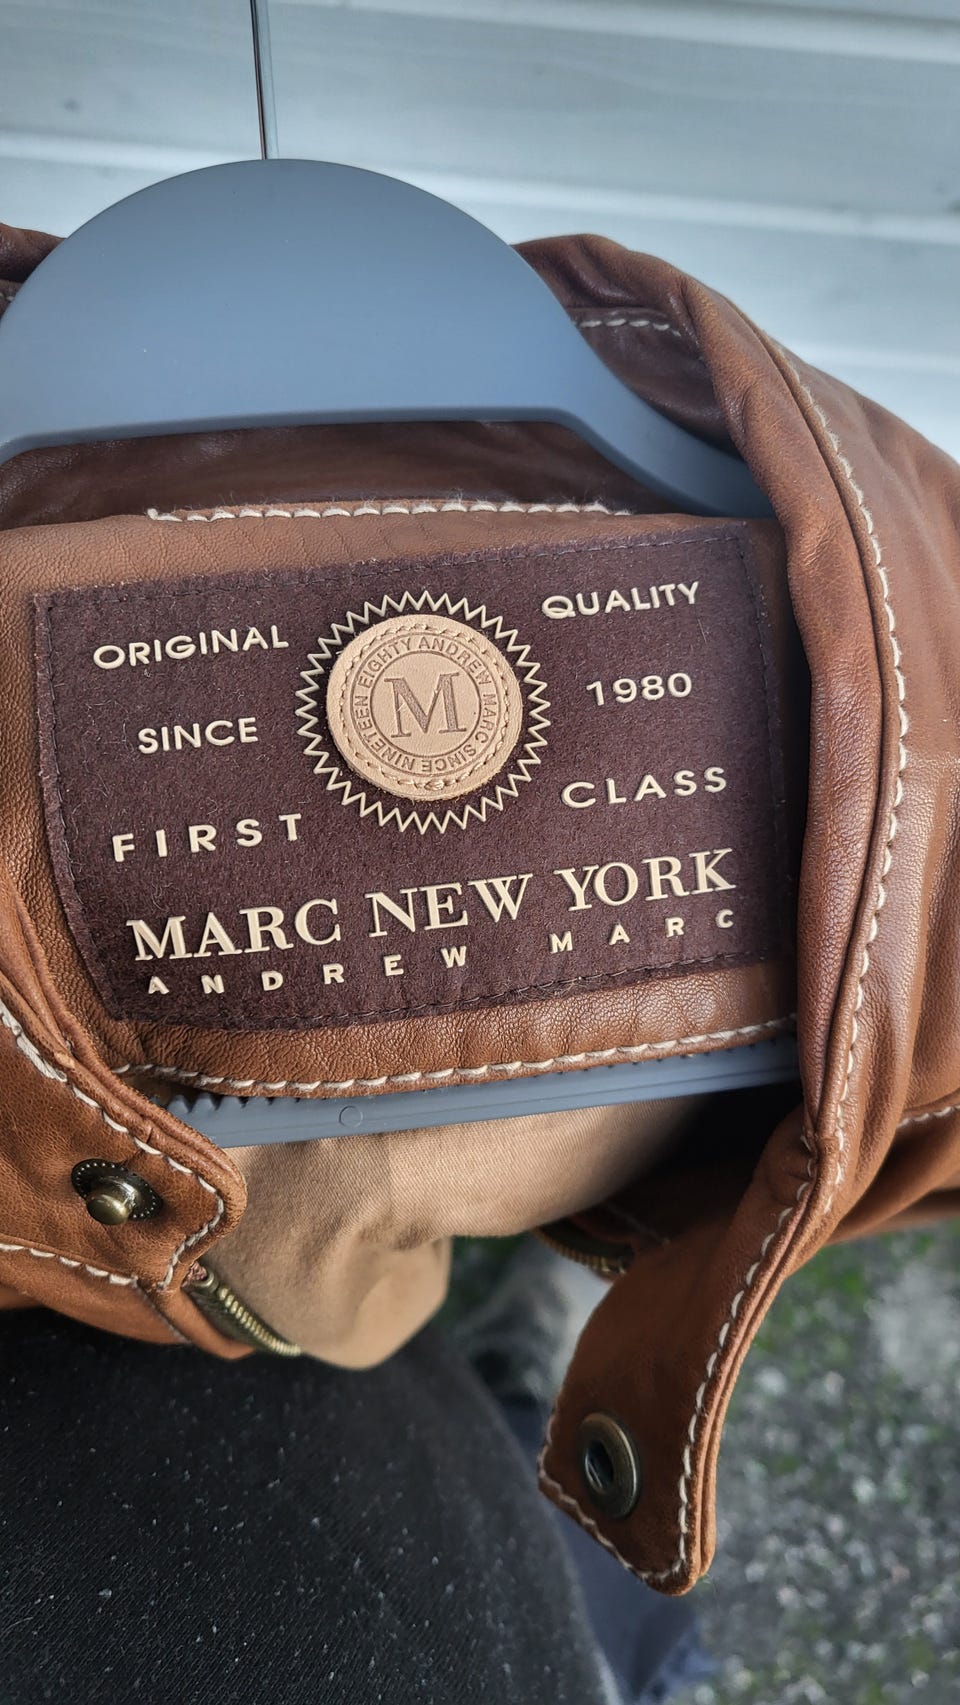 ORIGINAL QUALITY
SINCE 1980
FIRST CLASS
ANDREW MARC SINCE NINETEEN EIGHTY
M
MARC NEW YORK
ANDREW MARC